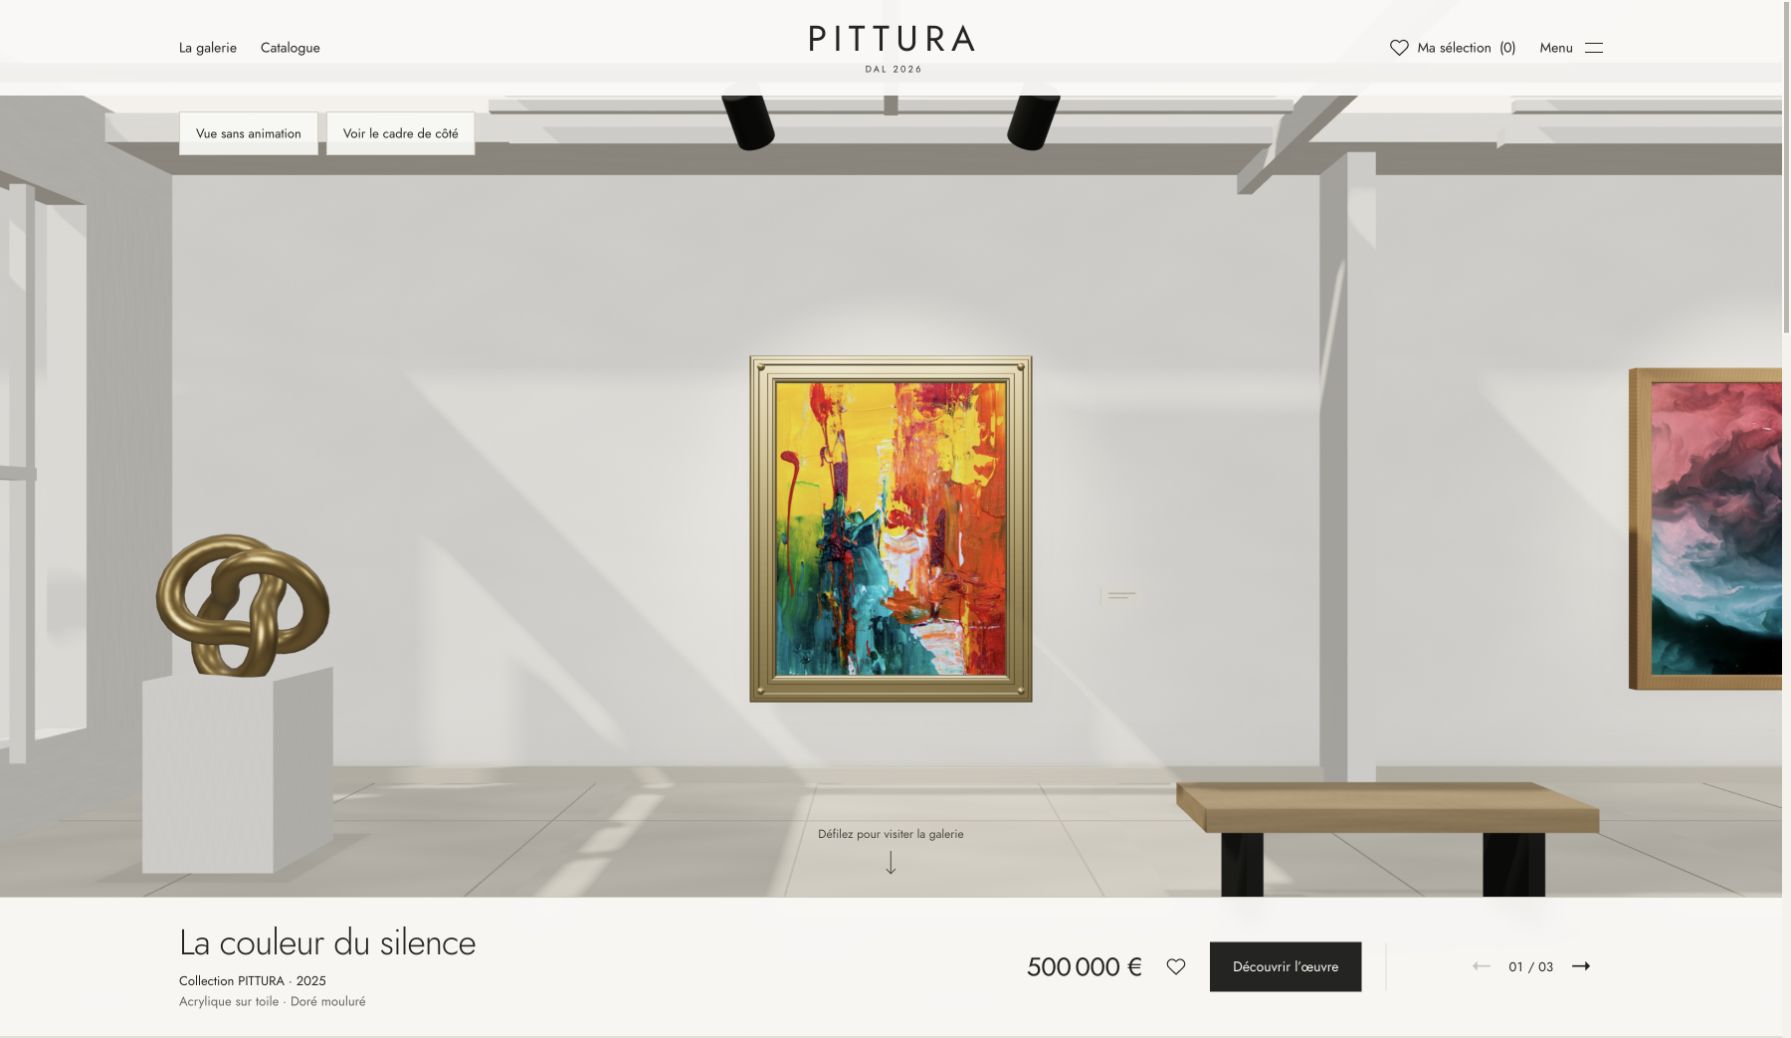 La galerie
Catalogue
PITTURA
DAL 2026
Ma sélection (0)
Menu
Vue sans animation
Voir le cadre de côté
Défilez pour visiter la galerie
La couleur du silence
Collection PITTURA · 2025
Acrylique sur toile · Doré mouluré
500 000 €
Découvrir l’œuvre
01 / 03